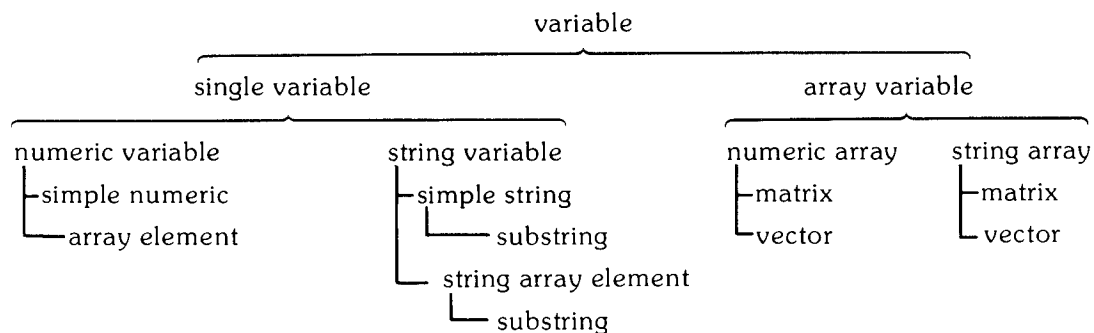 variable
single variable array variable
numeric variable string variable numeric array string array
simple numeric simple string matrix matrix
array element substring vector vector
string array element
substring